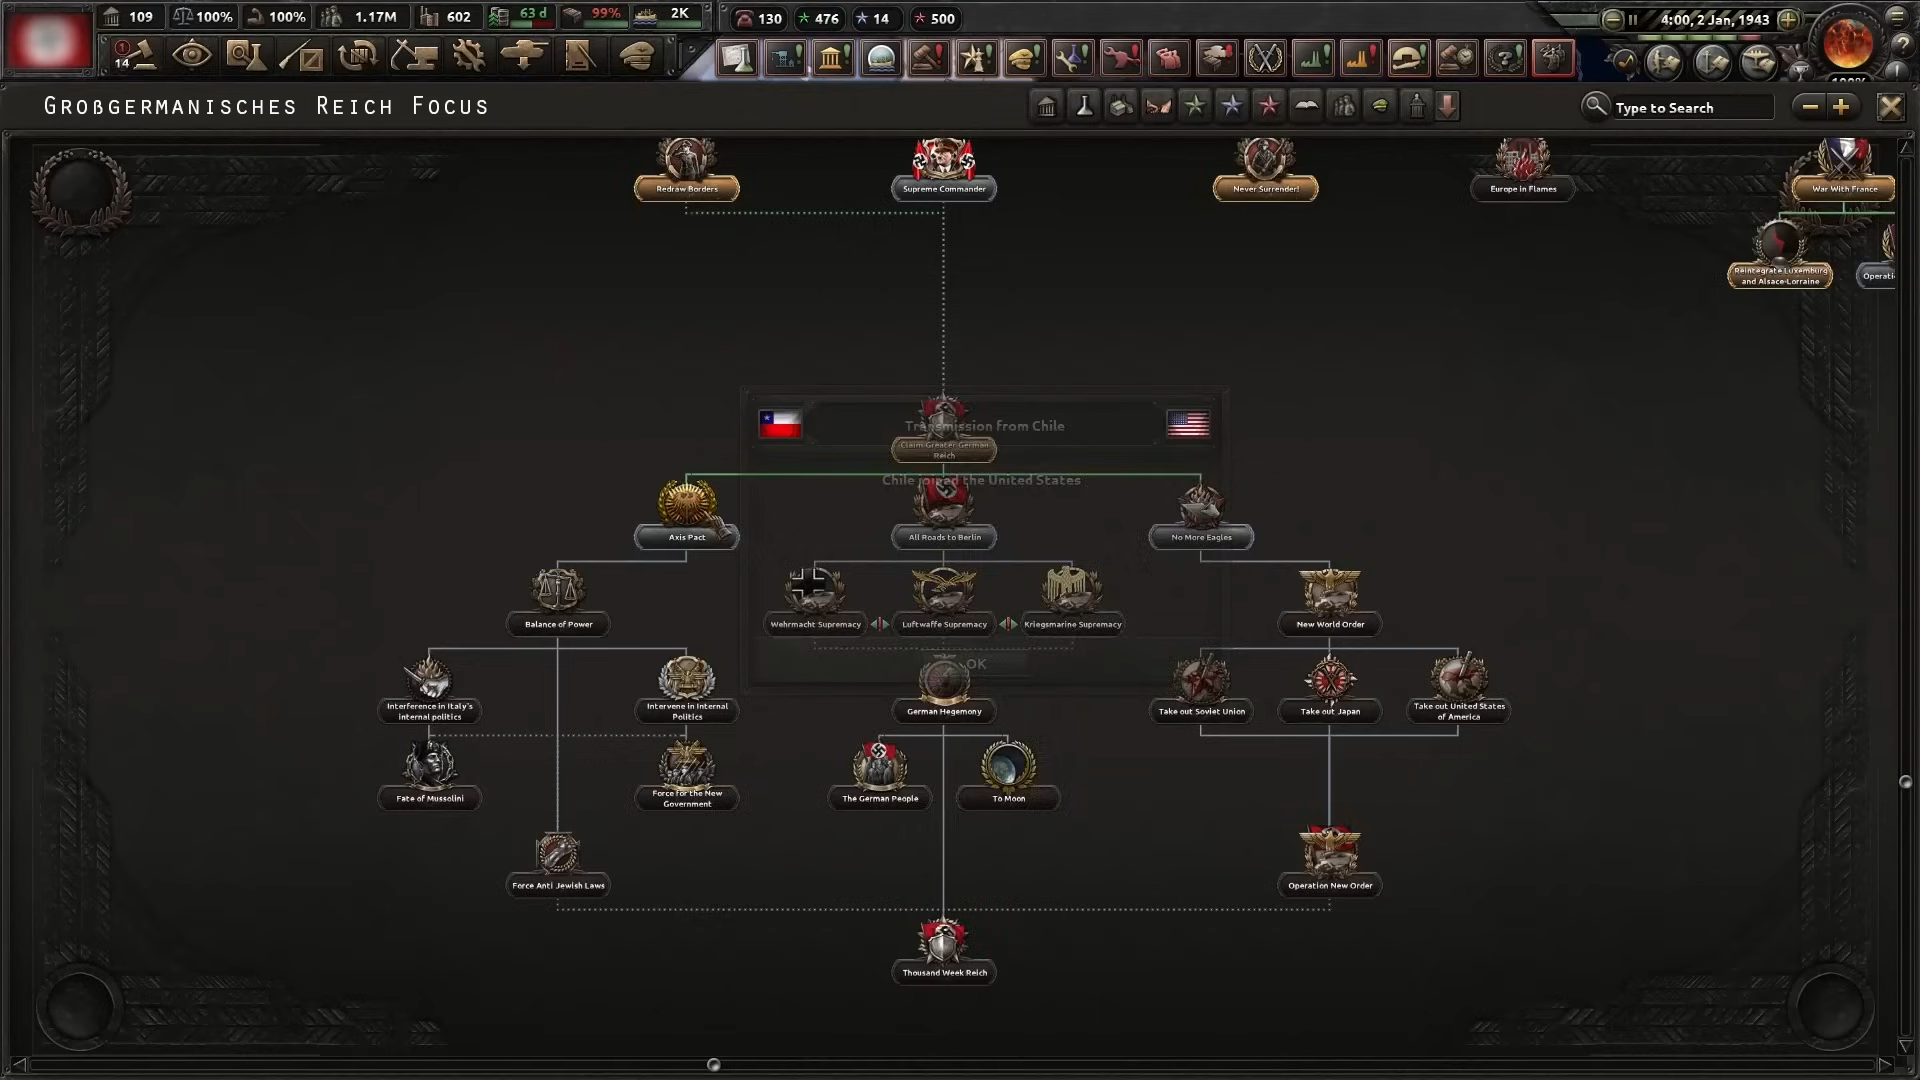 109
100%
100%
1.17M
602
63 d
99%
2K
130
476
14
500
4:00, 2 Jan, 1943
1
14
GROßGERMANISCHES REICH FOCUS
Type to Search
Redraw Borders
Supreme Commander
Never Surrender!
Europe in Flames
War With France
Reintegrate Luxemburg
and Alsace-Lorraine
Transmission from Chile
Claim Greater German
Reich
Chile joined the United States
Axis Pact
All Roads to Berlin
No More Eagles
Balance of Power
Wehrmacht Supremacy
Luftwaffe Supremacy
Kriegsmarine Supremacy
New World Order
OK
Interference in Italy's
internal politics
Intervene in Internal
Politics
German Hegemony
Take out Soviet Union
Take out Japan
Take out United States
of America
Fate of Mussolini
Force for the New
Government
The German People
To Moon
Force Anti Jewish Laws
Operation New Order
Thousand Week Reich